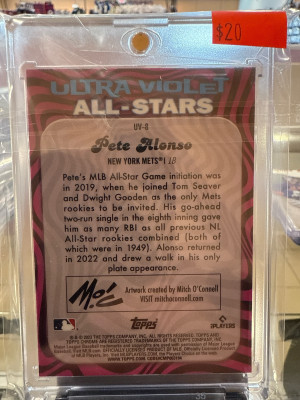 $20
ULTRA VIOLET
ALL-STARS
UV-8
Pete Alonso
NEW YORK METS | 1B
Pete's MLB All-Star Game initiation was
in 2019, when he joined Tom Seaver
and Dwight Gooden as the only Mets
rookies to be invited. His go-ahead
two-run single in the eighth inning gave
him as many RBI as all previous NL
All-Star rookies combined (both of
which were in 1949). Alonso returned
in 2022 and drew a walk in his only
plate appearance.
Artwork created by Mitch O'Connell
VISIT mitchoconnell.com
Topps
PLAYERS